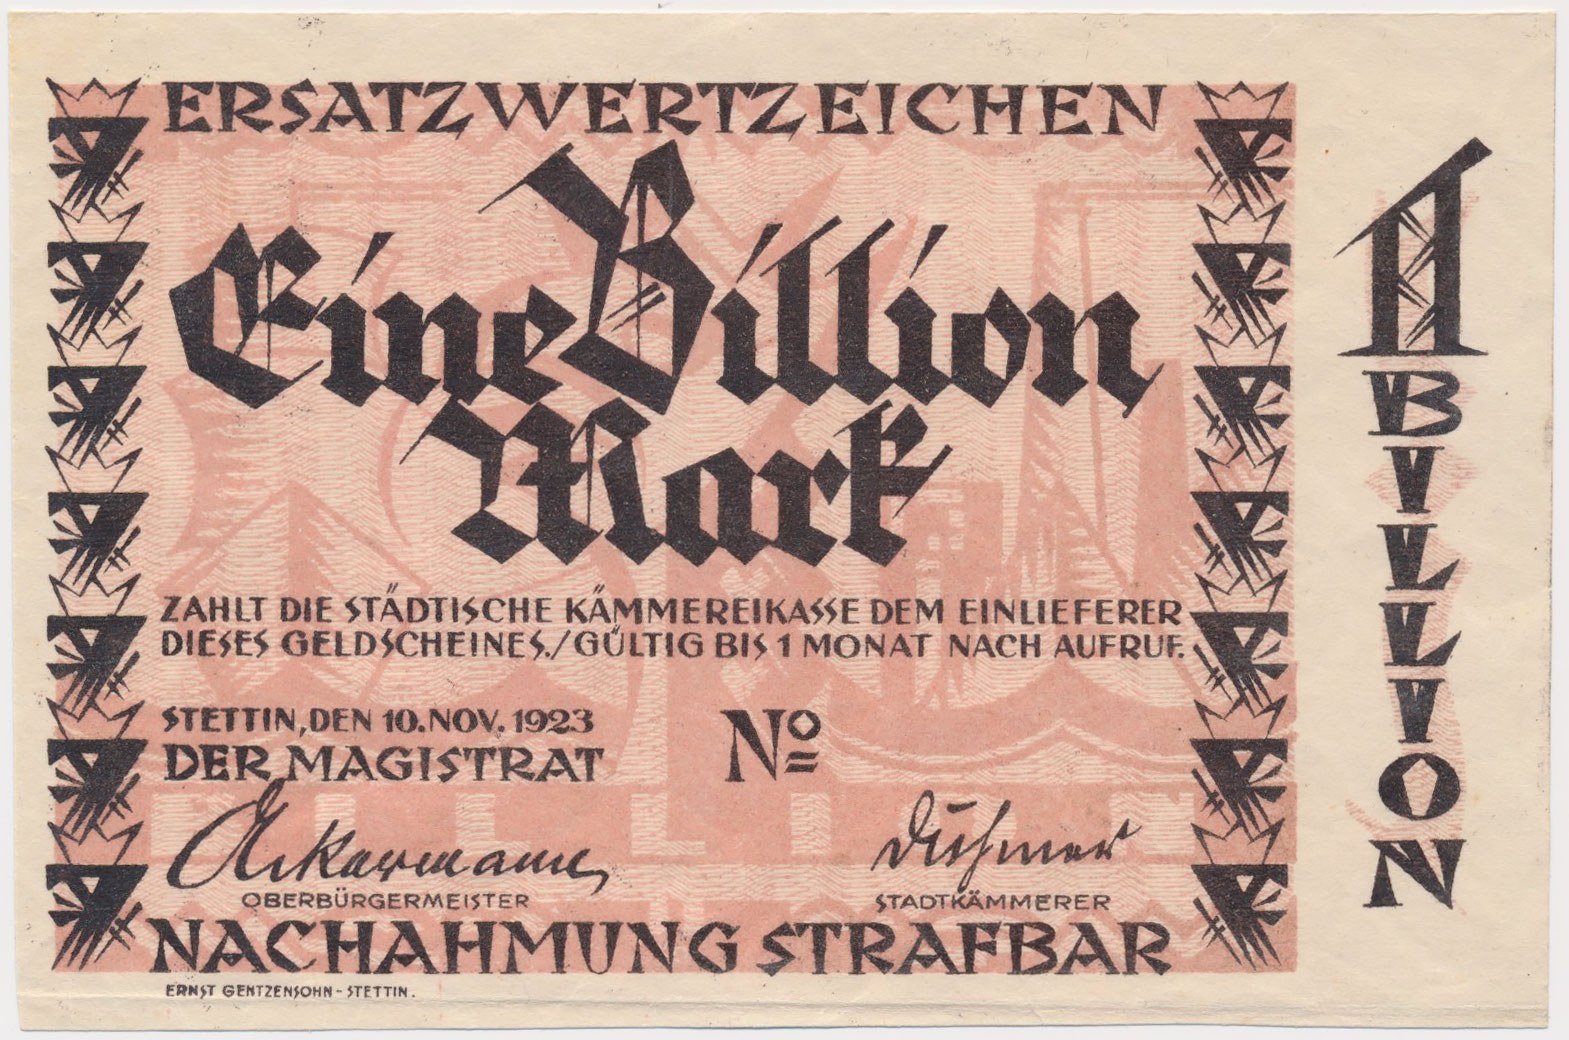 ERSATZWERTZEICHEN
Eine Billion
Mark
ZAHLT DIE STÄDTISCHE KÄMMEREIKASSE DEM EINLIEFERER
DIESES GELDSCHEINES./GÜLTIG BIS 1 MONAT NACH AUFRUF.
STETTIN, DEN 10. NOV. 1923
DER MAGISTRAT
No
Ackermann
OBERBÜRGERMEISTER
STADTKÄMMERER
NACHAHMUNG STRAFBAR
ERNST GENTZENSOHN-STETTIN.
1
BILLION